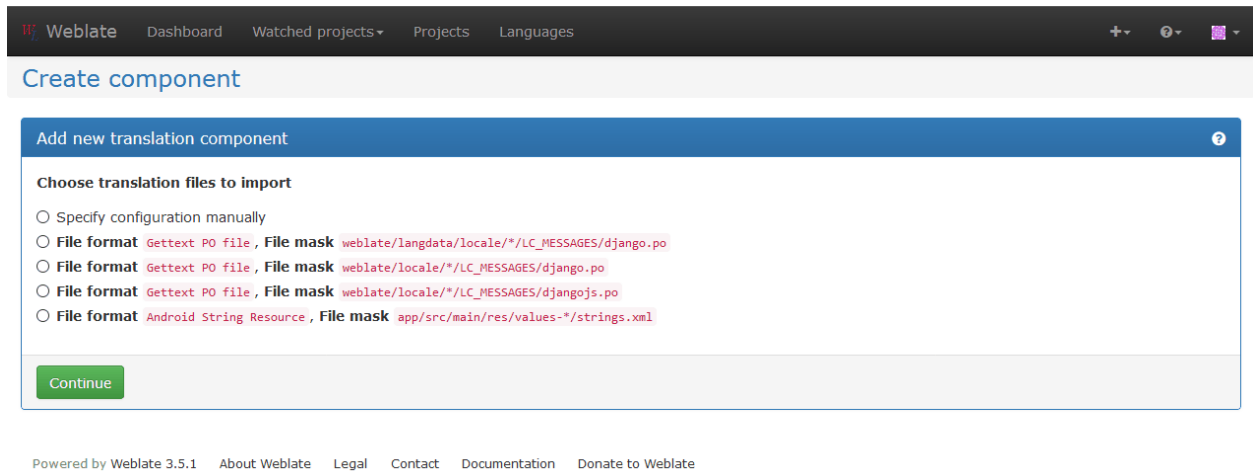 Weblate Dashboard Watched projects Projects Languages
Create component
Add new translation component
Choose translation files to import
Specify configuration manually
File format Gettext PO file, File mask weblate/langdata/locale/*/LC_MESSAGES/django.po
File format Gettext PO file, File mask weblate/locale/*/LC_MESSAGES/django.po
File format Gettext PO file, File mask weblate/locale/*/LC_MESSAGES/djangojs.po
File format Android String Resource, File mask app/src/main/res/values-*/strings.xml
Continue
Powered by Weblate 3.5.1 About Weblate Legal Contact Documentation Donate to Weblate